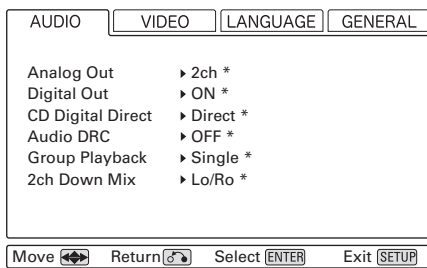 AUDIO VIDEO LANGUAGE GENERAL
Analog Out 2ch *
Digital Out ON *
CD Digital Direct Direct *
Audio DRC OFF *
Group Playback Single *
2ch Down Mix Lo/Ro *
Move Return Select ENTER Exit SETUP